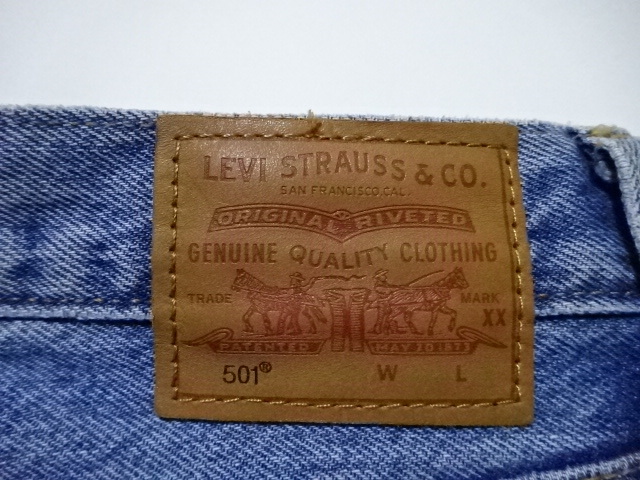 LEVI STRAUSS & CO.
SAN FRANCISCO, CAL.
ORIGINAL RIVETED
GENUINE QUALITY CLOTHING
TRADE MARK
XX
PATENTED MAY 20 1873
501® W L